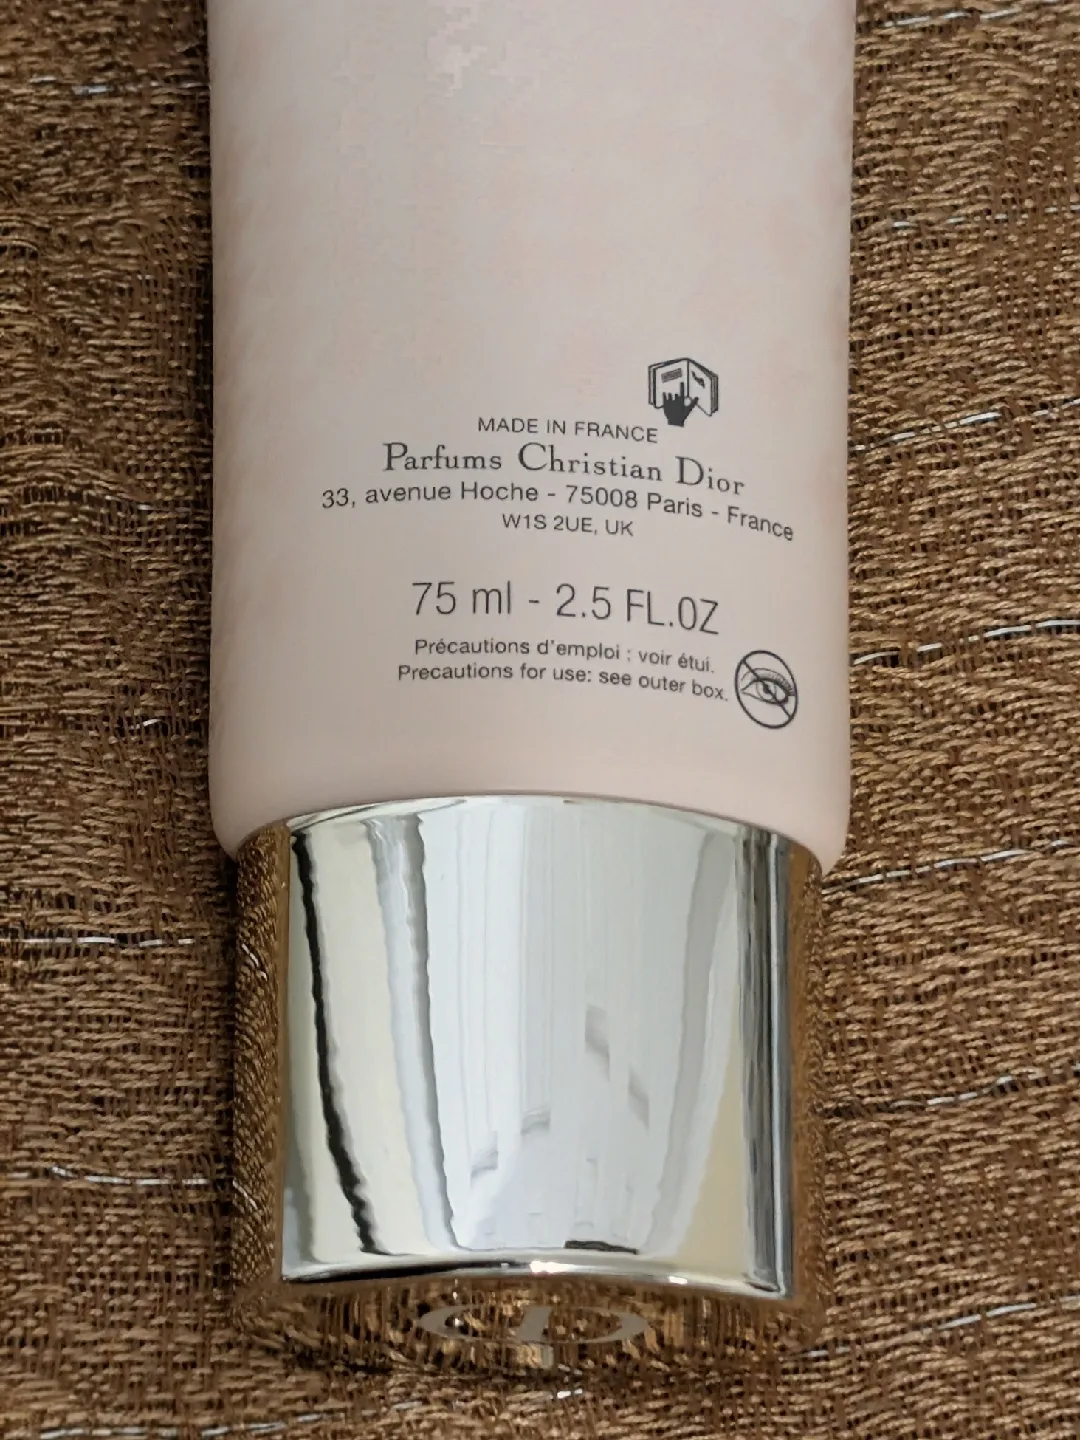 MADE IN FRANCE
Parfums Christian Dior
33, avenue Hoche - 75008 Paris - France
W1S 2UE, UK
75 ml - 2.5 FL.OZ
Précautions d'emploi : voir étui.
Precautions for use: see outer box.
CD